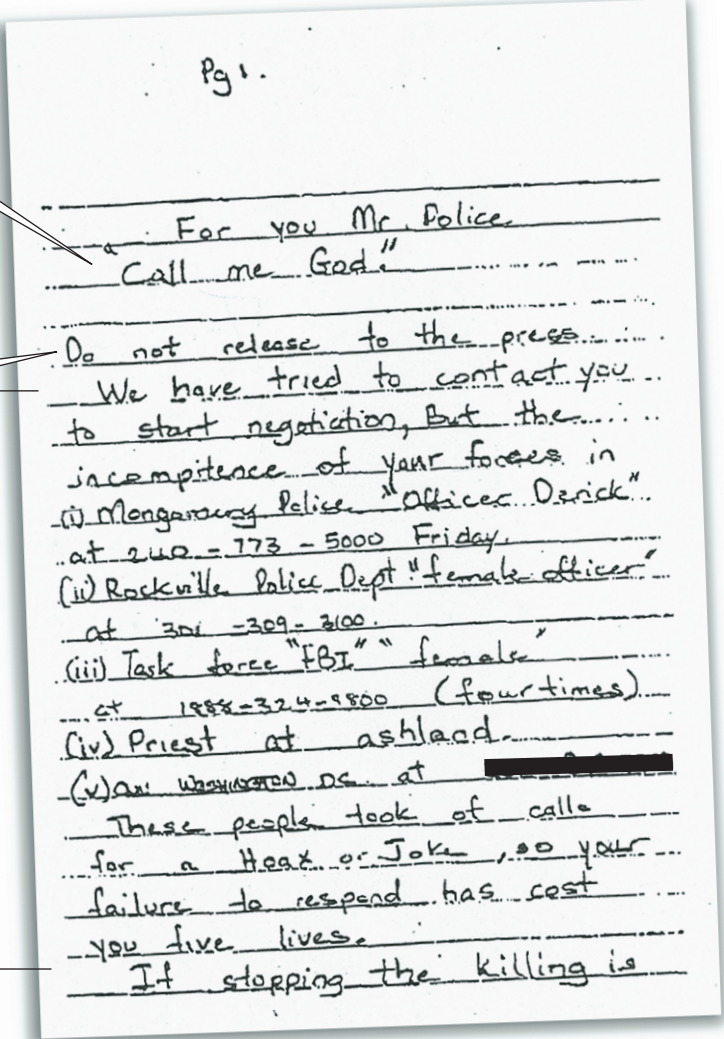 Pg 1.
For you Mr. Police
"Call me God."
Do not release to the press
We have tried to contact you
to start negotiation, But the
incompitence of your forces in
(i) Mongaroury Police "Officer Derick"
at 240-773-5000 Friday.
(ii) Rockville Police Dept "female officer"
at 301-309-3100.
(iii) Task force "FBI" "female"
at 1888-324-9800 (four times)
(iv) Priest at ashland.
(v) WASHINGTON DC at
These people took of calls
for a Hoax or Joke, so your
failure to respond has cost
you five lives.
If stopping the killing is